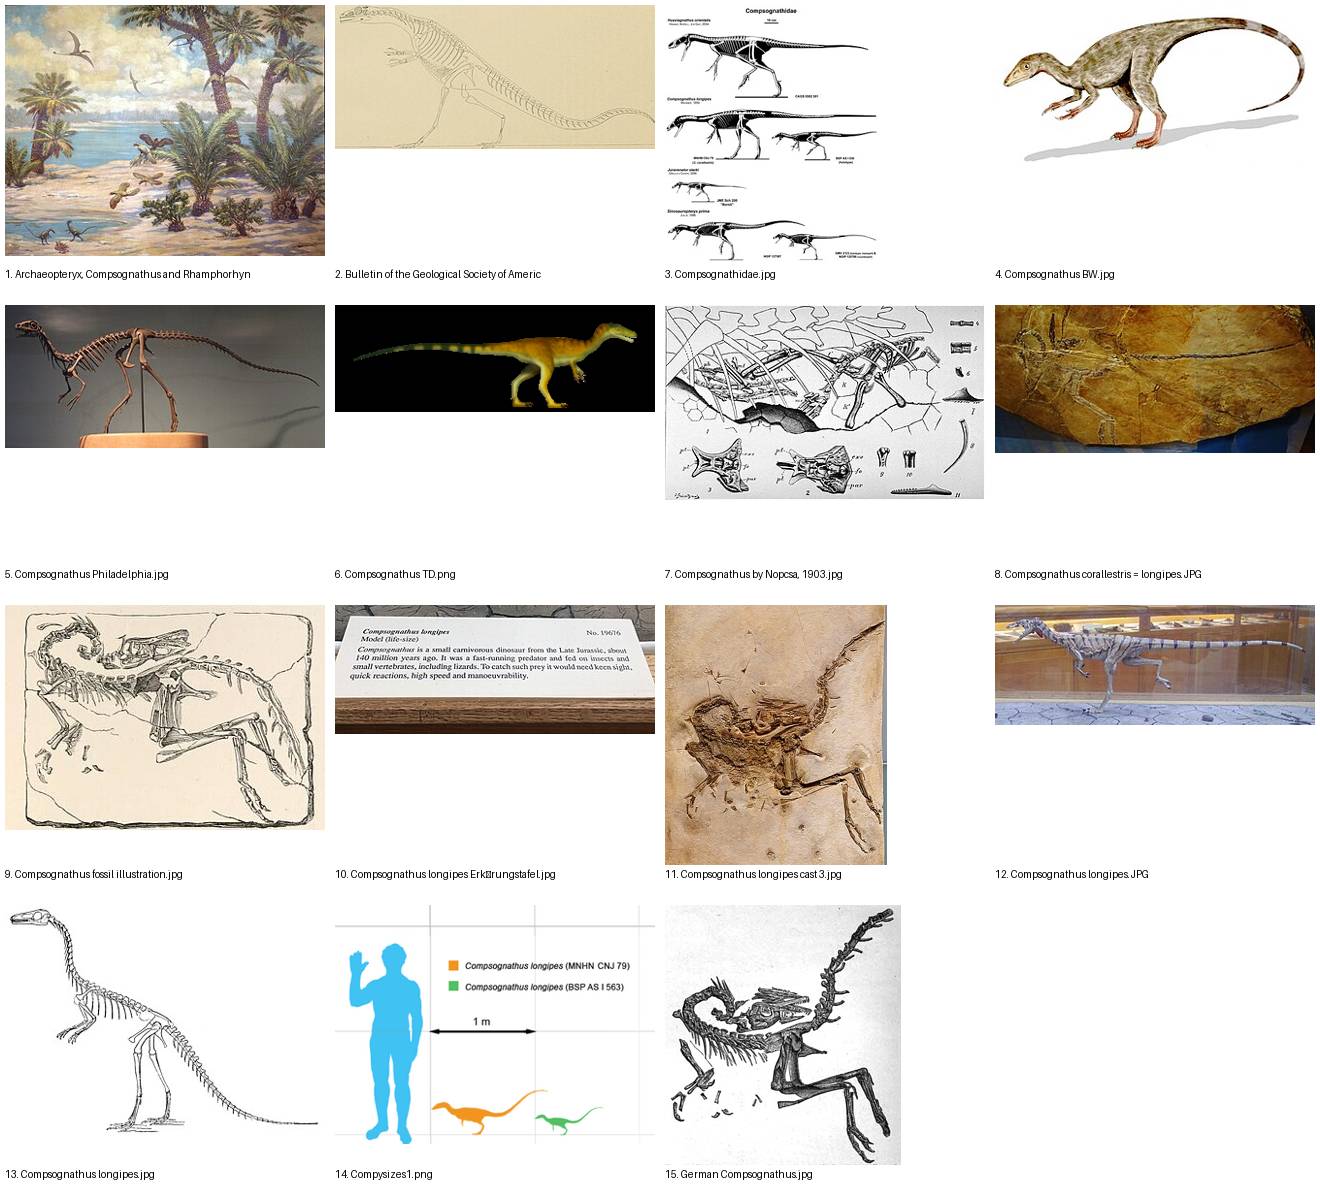 1. Archaeopteryx, Compsognathus and Rhamphorhyn
2. Bulletin of the Geological Society of Americ
Compsognathidae
3. Compsognathidae.jpg
4. Compsognathus BW.jpg
5. Compsognathus Philadelphia.jpg
6. Compsognathus TD.png
7. Compsognathus by Nopcsa, 1903.jpg
8. Compsognathus corallestris = longipes.JPG
9. Compsognathus fossil illustration.jpg
Compsognathus longipes No. 19676
Model (life-size)
Compsognathus is a small carnivorous dinosaur from the Late Jurassic, about
140 million years ago. It was a fast-running predator and fed on insects and
small vertebrates, including lizards. To catch such prey it would need keen sight,
quick reactions, high speed and manoeuvrability.
10. Compsognathus longipes Erk rungstafel.jpg
11. Compsognathus longipes cast 3.jpg
12. Compsognathus longipes.JPG
13. Compsognathus longipes.jpg
Compsognathus longipes (MNHN CNJ 79)
Compsognathus longipes (BSP AS I 563)
1 m
14. Compysizes1.png
15. German Compsognathus.jpg